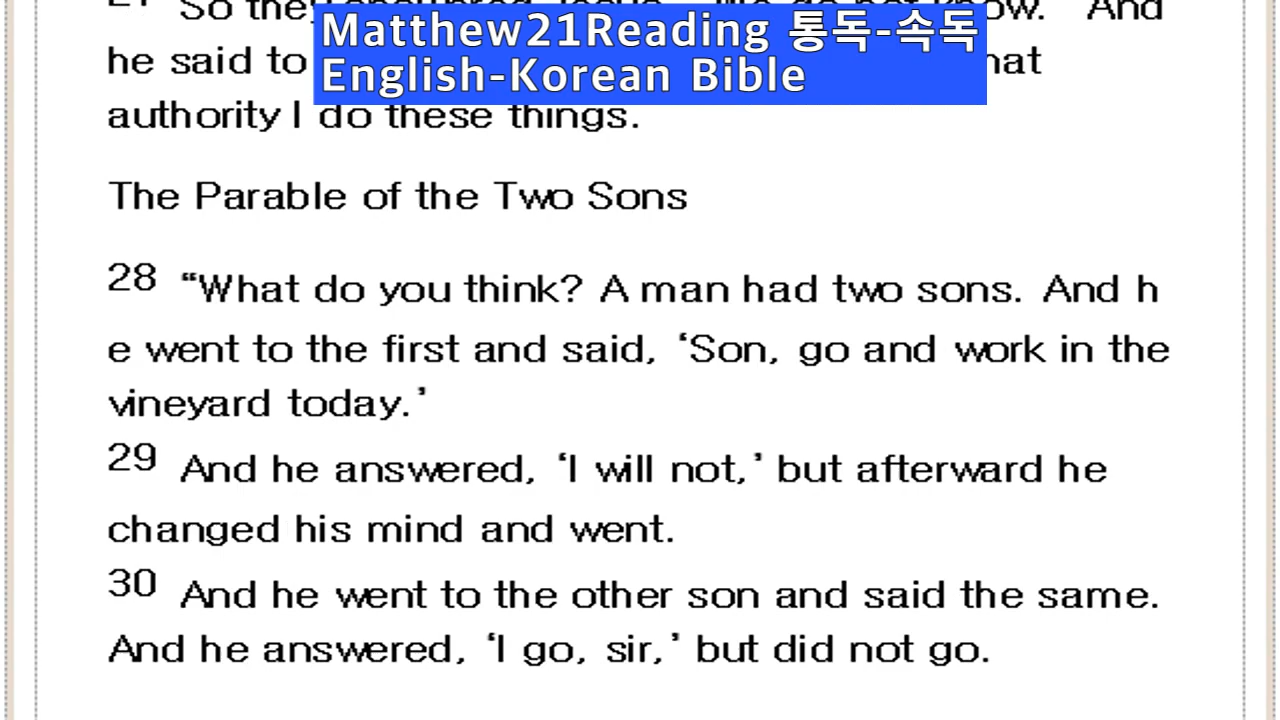 So they
And
Matthew21Reading 통독-속독
he said to
English-Korean Bible
authority I do these things.
The Parable of the Two Sons
28 “What do you think? A man had two sons. And h
e went to the first and said, ‘Son, go and work in the
vineyard today.’
29 And he answered, ‘I will not,’ but afterward he
changed his mind and went.
30 And he went to the other son and said the same.
And he answered, ‘I go, sir,’ but did not go.